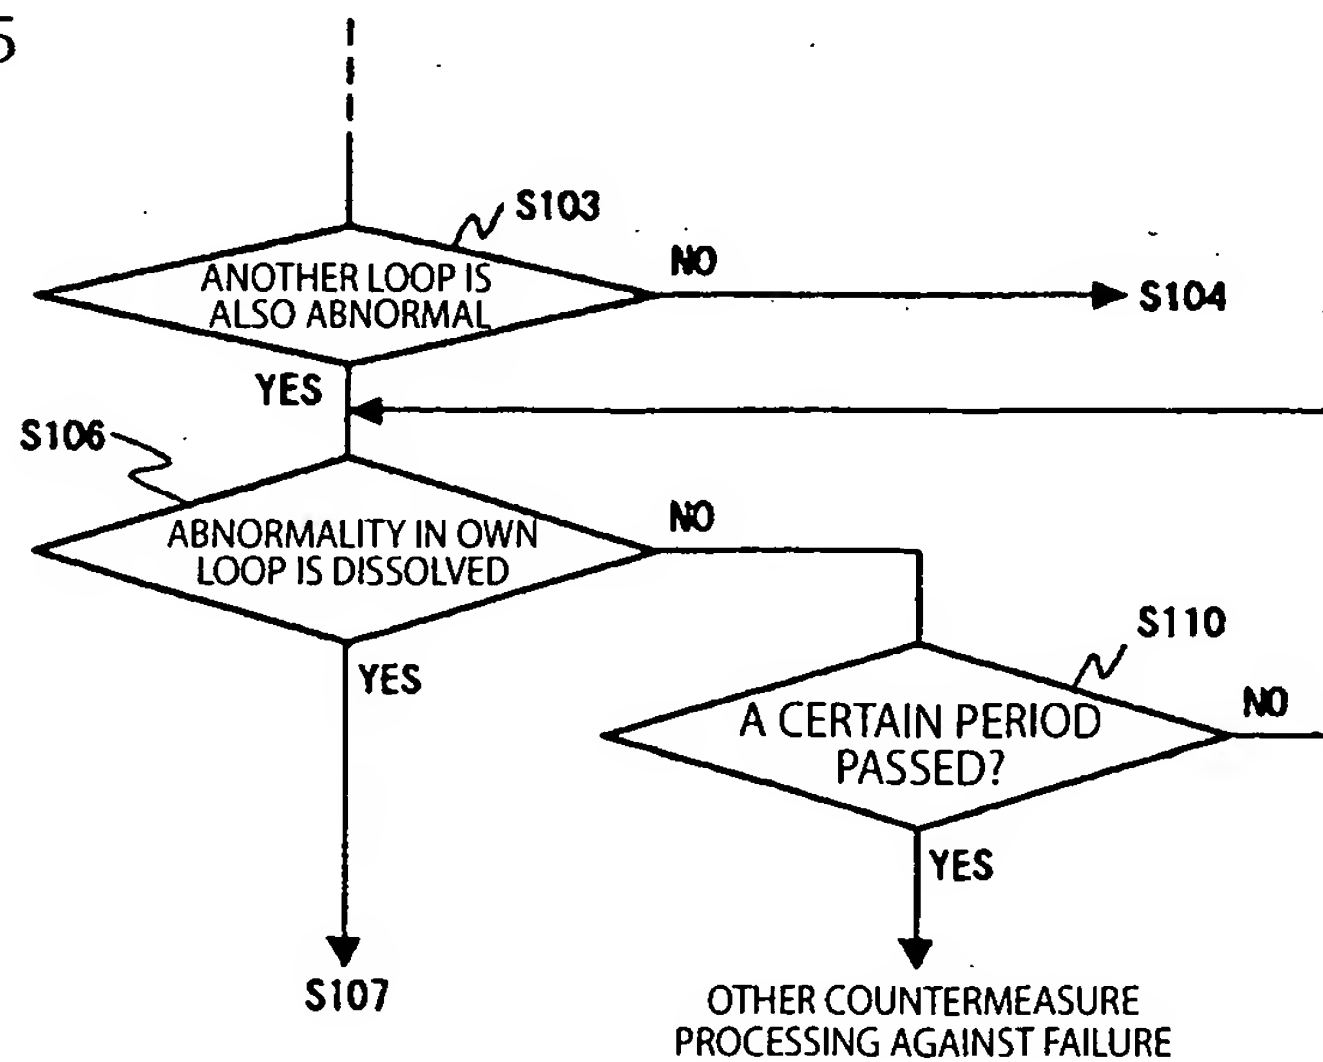 5
S103
ANOTHER LOOP IS
ALSO ABNORMAL
NO
S104
YES
S106
ABNORMALITY IN OWN
LOOP IS DISSOLVED
NO
S110
YES
A CERTAIN PERIOD
PASSED?
NO
YES
S107
OTHER COUNTERMEASURE
PROCESSING AGAINST FAILURE